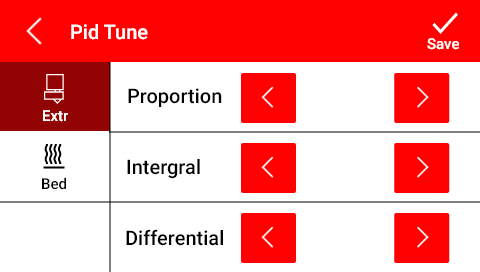 Pid Tune
Save
Extr
Proportion
Intergral
Bed
Differential